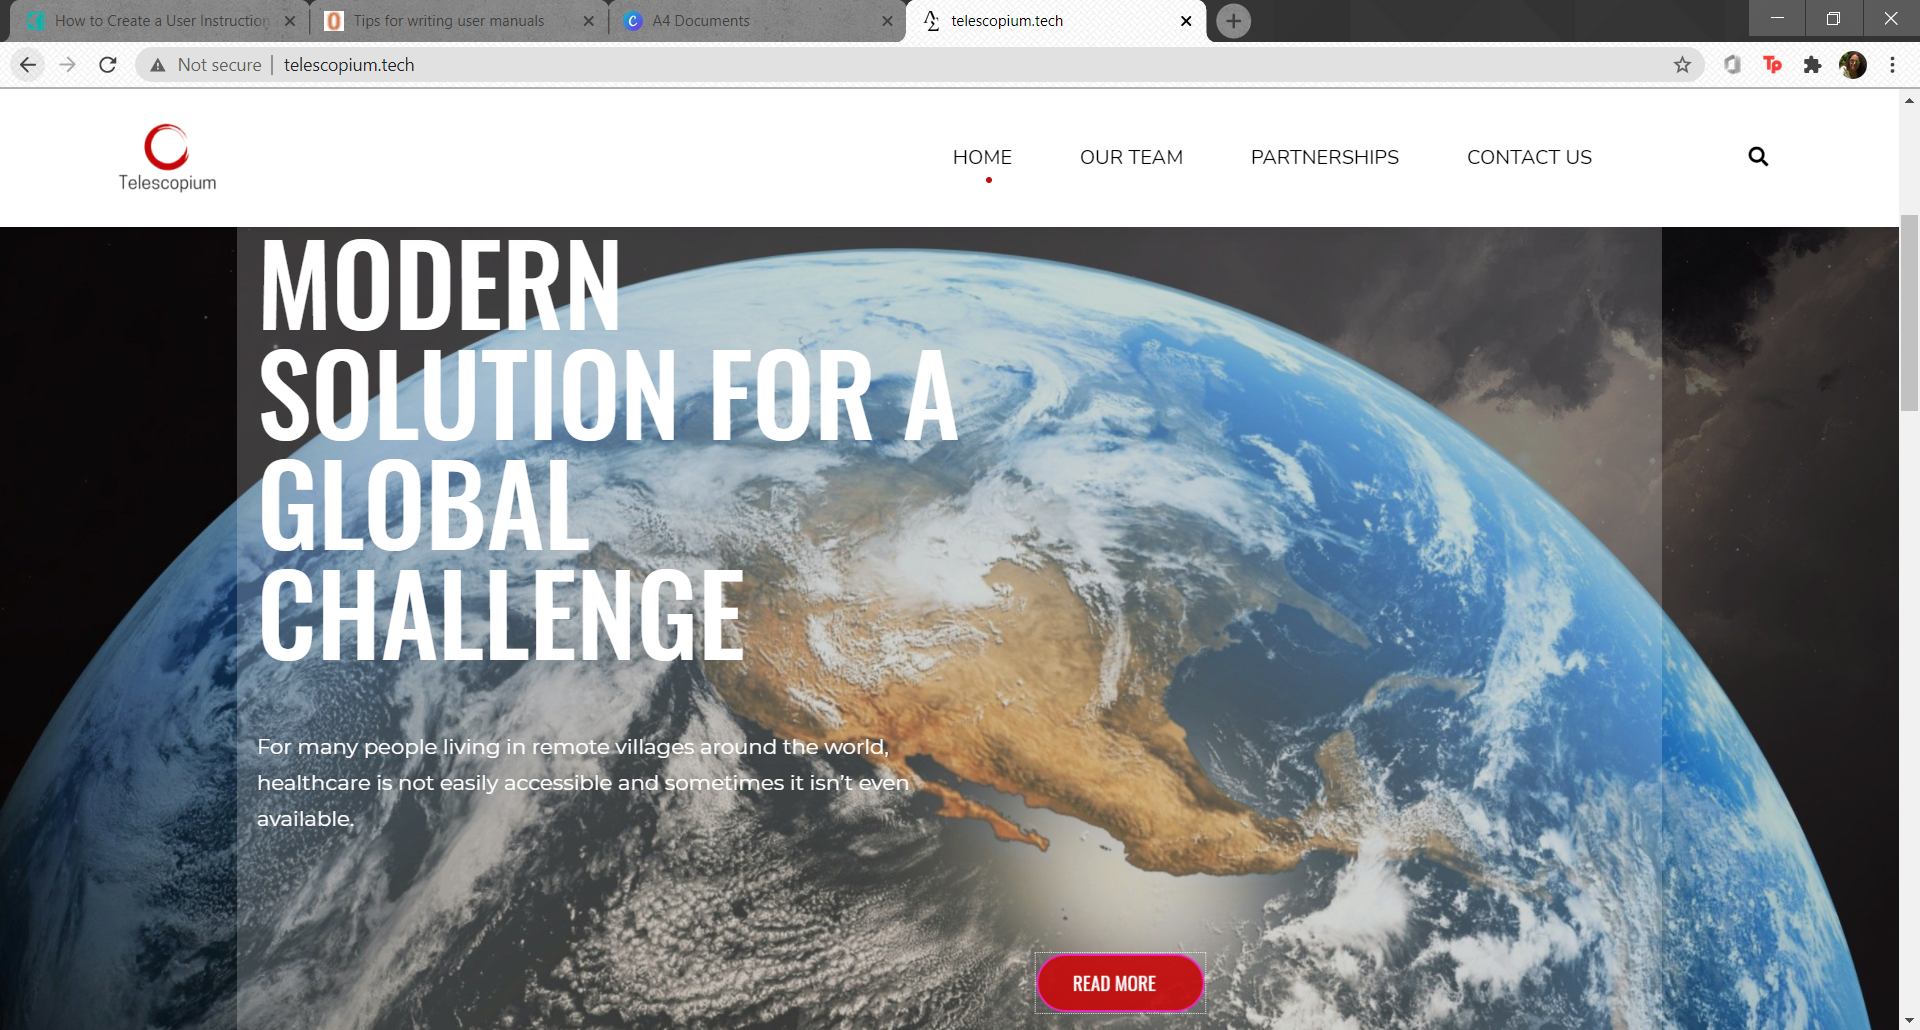 How to Create a User Instruction
Tips for writing user manuals
A4 Documents
telescopium.tech
Not secure
telescopium.tech
Telescopium
HOME
OUR TEAM
PARTNERSHIPS
CONTACT US
MODERN
SOLUTION FOR A
GLOBAL
CHALLENGE
For many people living in remote villages around the world,
healthcare is not easily accessible and sometimes it isn't even
available.
READ MORE